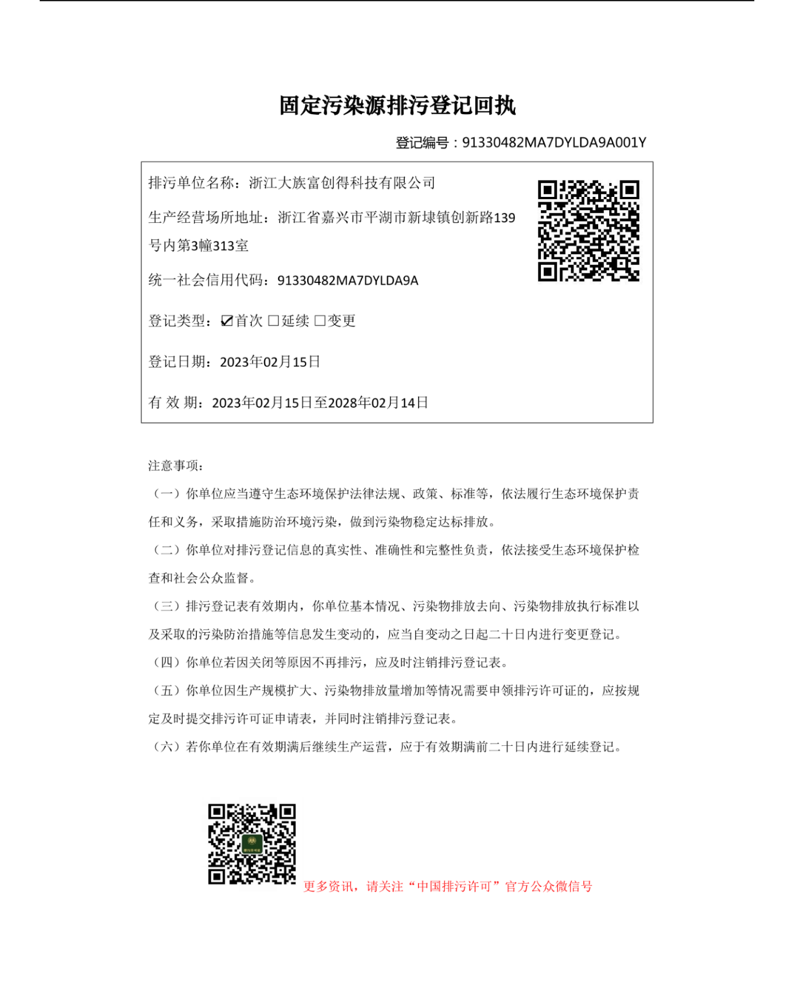 固定污染源排污登记回执
登记编号：91330482MA7DYLDA9A001Y
排污单位名称：浙江大族富创得科技有限公司
生产经营场所地址：浙江省嘉兴市平湖市新埭镇创新路139
号内第3幢313室
统一社会信用代码：91330482MA7DYLDA9A
登记类型：☑首次 □延续 □变更
登记日期：2023年02月15日
有 效 期：2023年02月15日至2028年02月14日
注意事项：
（一）你单位应当遵守生态环境保护法律法规、政策、标准等，依法履行生态环境保护责
任和义务，采取措施防治环境污染，做到污染物稳定达标排放。
（二）你单位对排污登记信息的真实性、准确性和完整性负责，依法接受生态环境保护检
查和社会公众监督。
（三）排污登记表有效期内，你单位基本情况、污染物排放去向、污染物排放执行标准以
及采取的污染防治措施等信息发生变动的，应当自变动之日起二十日内进行变更登记。
（四）你单位若因关闭等原因不再排污，应及时注销排污登记表。
（五）你单位因生产规模扩大、污染物排放量增加等情况需要申领排污许可证的，应按规
定及时提交排污许可证申请表，并同时注销排污登记表。
（六）若你单位在有效期满后继续生产运营，应于有效期满前二十日内进行延续登记。
更多资讯，请关注“中国排污许可”官方公众微信号